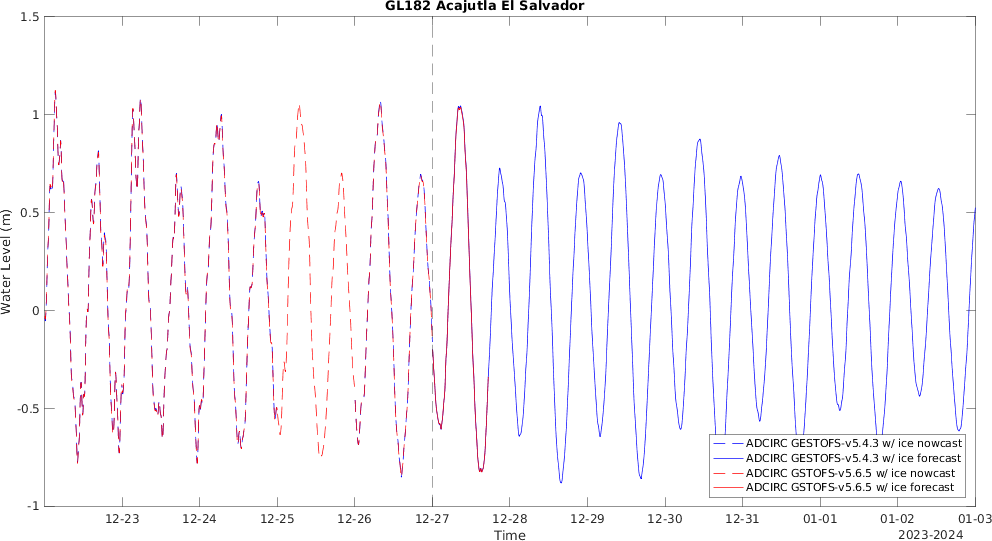 GL182 Acajutla El Salvador
Water Level (m)
1.5
1
0.5
0
-0.5
-1
12-23 12-24 12-25 12-26 12-27 12-28 12-29 12-30 12-31 01-01 01-02 01-03
Time
2023-2024
ADCIRC GESTOFS-v5.4.3 w/ ice nowcast
ADCIRC GESTOFS-v5.4.3 w/ ice forecast
ADCIRC GSTOFS-v5.6.5 w/ ice nowcast
ADCIRC GSTOFS-v5.6.5 w/ ice forecast